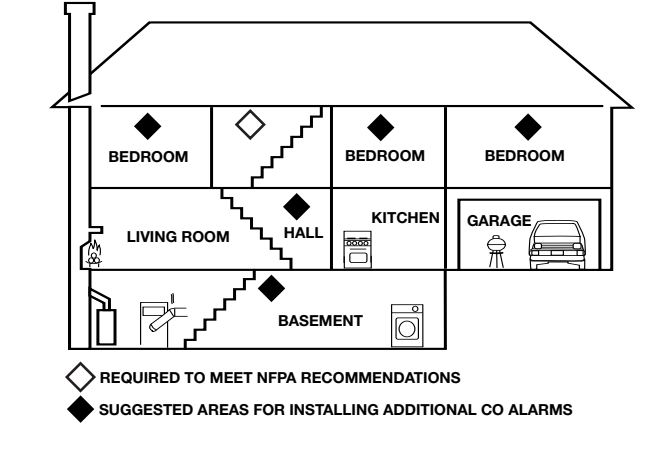 BEDROOM
BEDROOM
BEDROOM
LIVING ROOM
HALL
KITCHEN
GARAGE
BASEMENT
REQUIRED TO MEET NFPA RECOMMENDATIONS
SUGGESTED AREAS FOR INSTALLING ADDITIONAL CO ALARMS